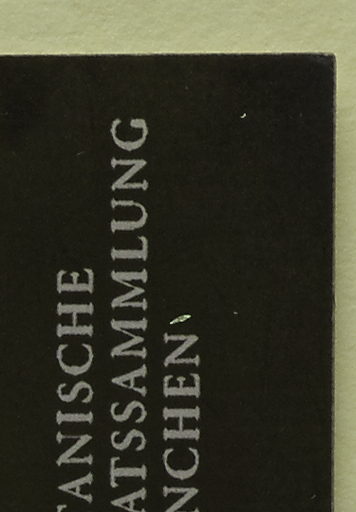 TANISCHE
ATSSAMMLUNG
NCHEN